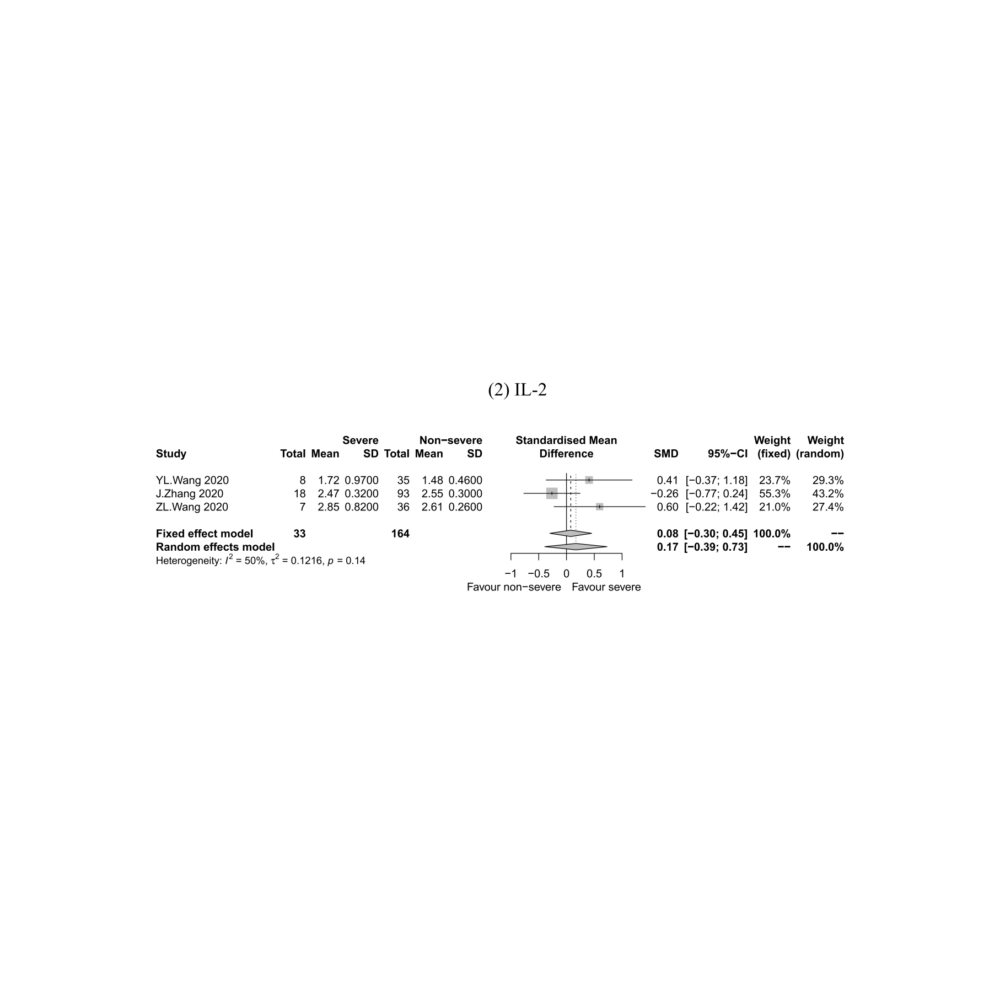 (2) IL-2
Severe Non−severe Standardised Mean Weight Weight
Study Total Mean SD Total Mean SD Difference SMD 95%−CI (fixed) (random)
YL.Wang 2020 8 1.72 0.9700 35 1.48 0.4600 0.41 [−0.37; 1.18] 23.7% 29.3%
J.Zhang 2020 18 2.47 0.3200 93 2.55 0.3000 −0.26 [−0.77; 0.24] 55.3% 43.2%
ZL.Wang 2020 7 2.85 0.8200 36 2.61 0.2600 0.60 [−0.22; 1.42] 21.0% 27.4%
Fixed effect model 33 164 0.08 [−0.30; 0.45] 100.0% −−
Random effects model 0.17 [−0.39; 0.73] −− 100.0%
Heterogeneity: I² = 50%, τ² = 0.1216, p = 0.14
−1 −0.5 0 0.5 1
Favour non−severe Favour severe